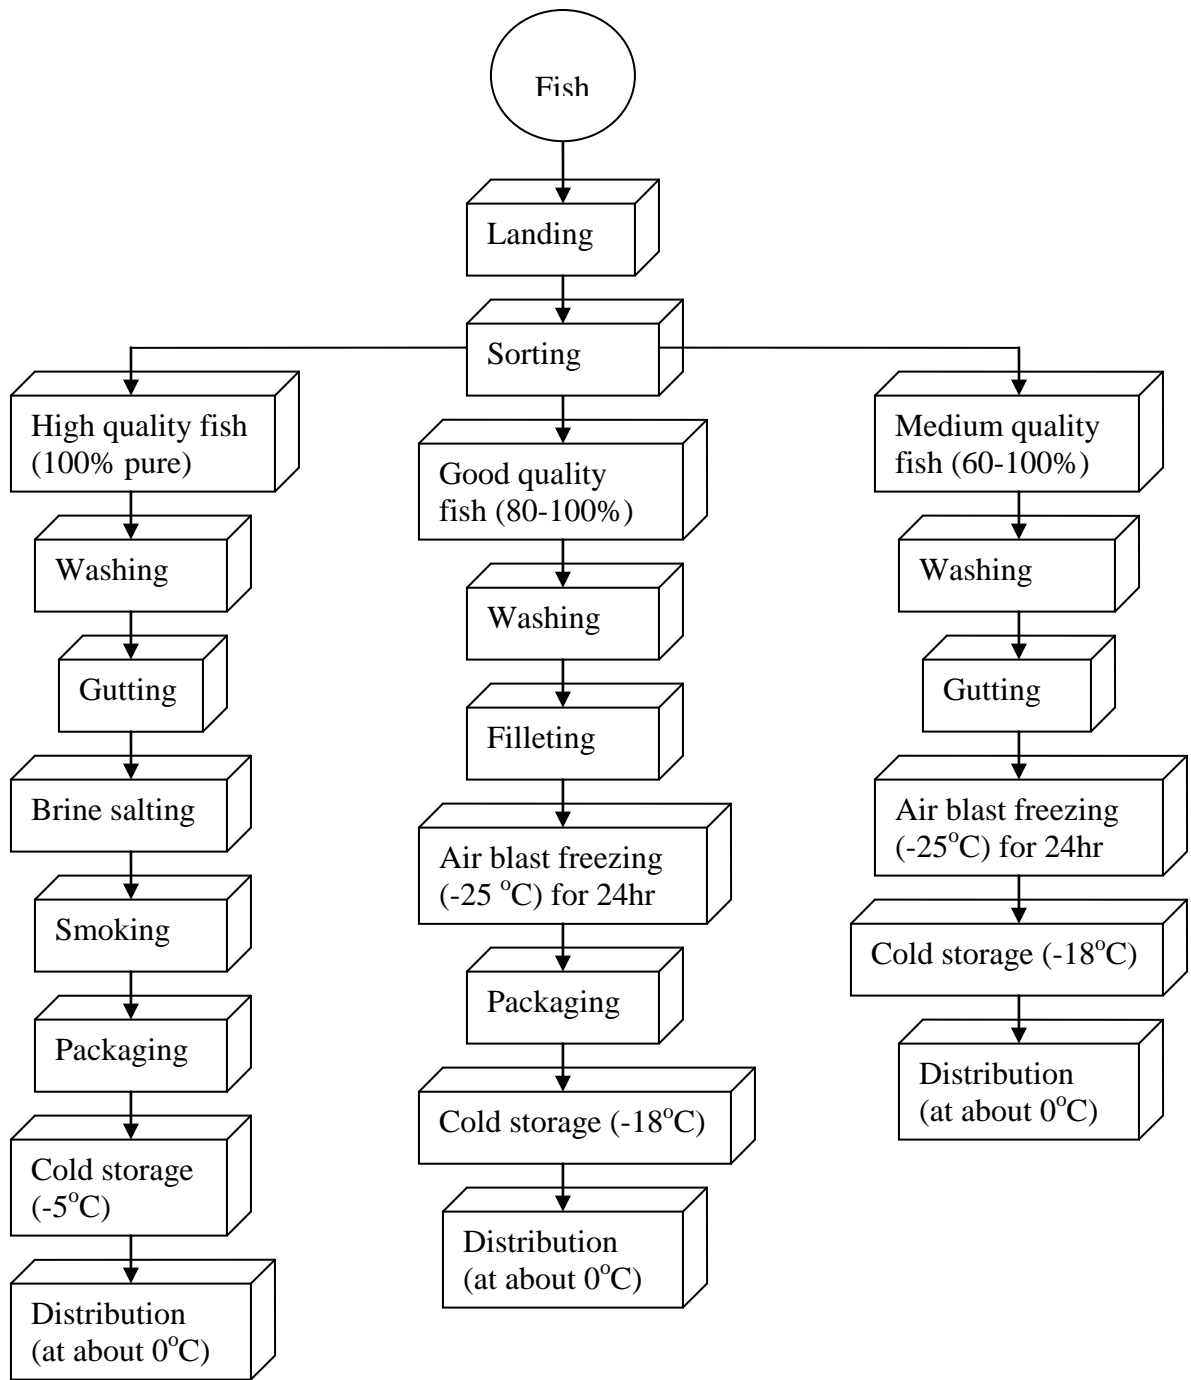 Fish
Landing
Sorting
High quality fish
(100% pure)
Washing
Gutting
Brine salting
Smoking
Packaging
Cold storage
(-5°C)
Distribution
(at about 0°C)
Good quality
fish (80-100%)
Washing
Filleting
Air blast freezing
(-25 °C) for 24hr
Packaging
Cold storage (-18°C)
Distribution
(at about 0°C)
Medium quality
fish (60-100%)
Washing
Gutting
Air blast freezing
(-25°C) for 24hr
Cold storage (-18°C)
Distribution
(at about 0°C)